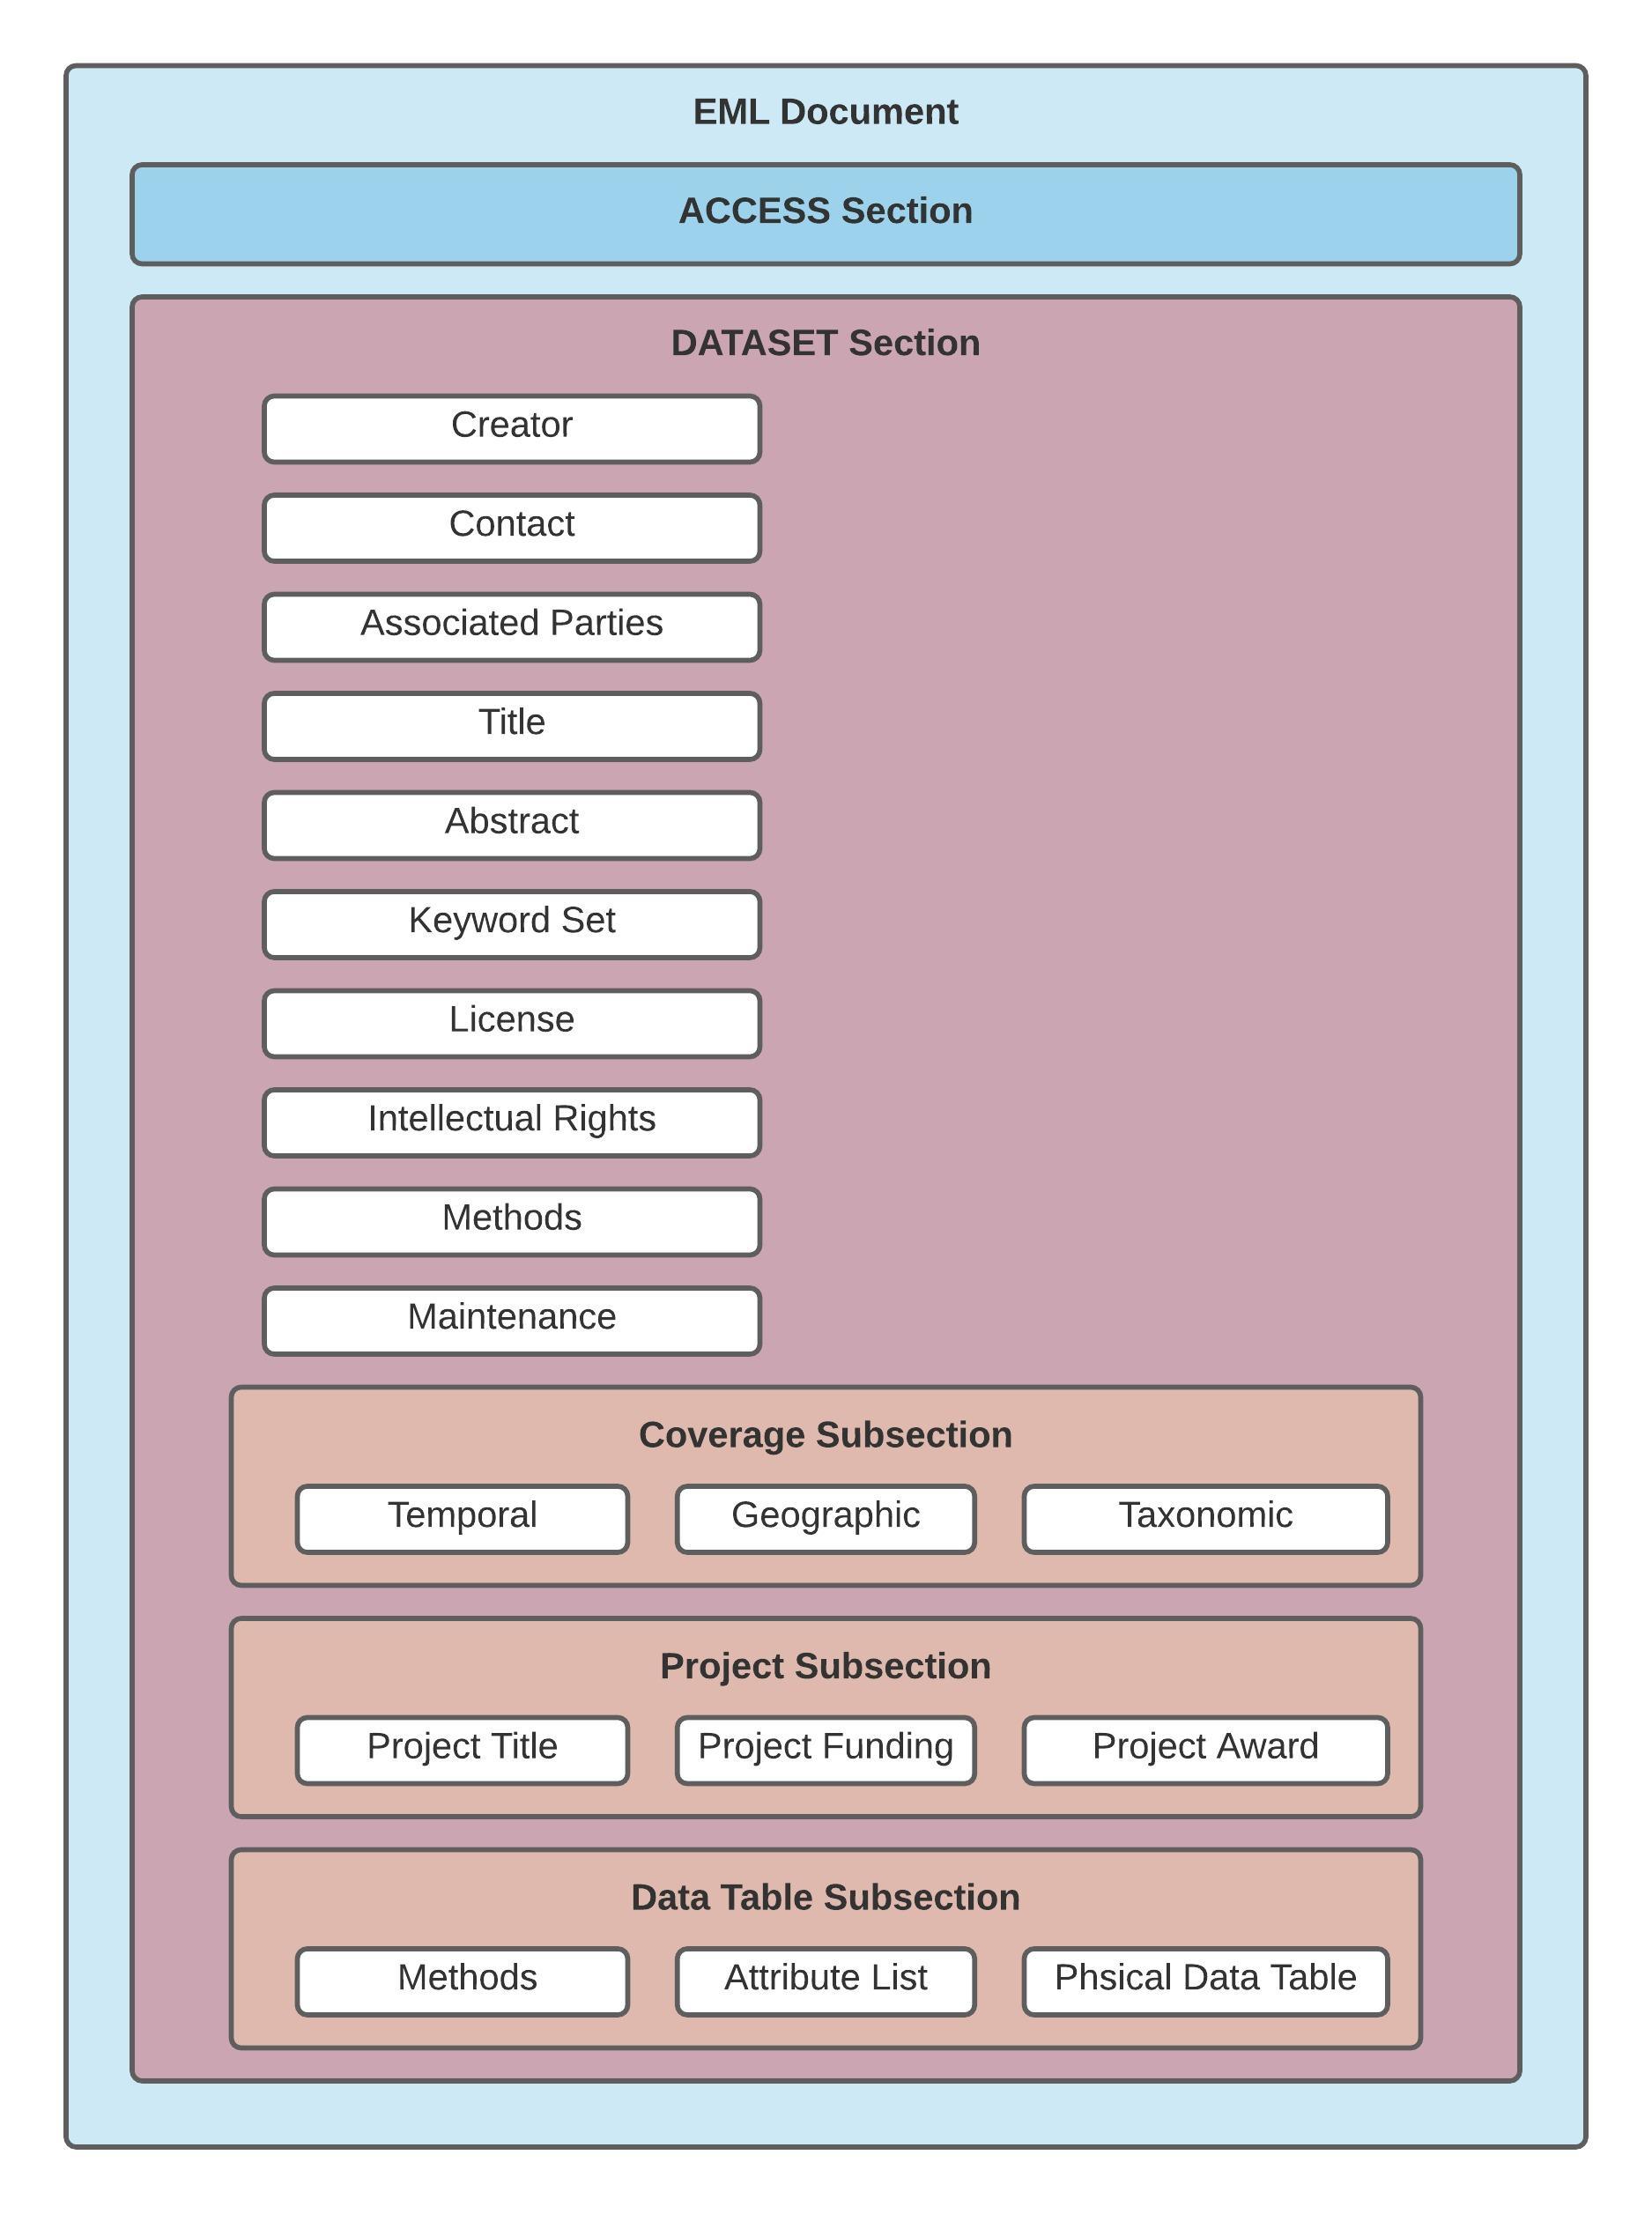 EML Document
ACCESS Section
DATASET Section
Creator
Contact
Associated Parties
Title
Abstract
Keyword Set
License
Intellectual Rights
Methods
Maintenance
Coverage Subsection
Temporal
Geographic
Taxonomic
Project Subsection
Project Title
Project Funding
Project Award
Data Table Subsection
Methods
Attribute List
Phsical Data Table